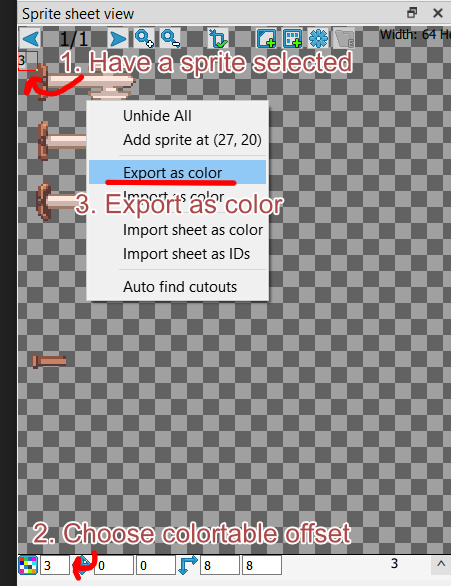 Sprite sheet view
1/1
Width: 64 He
3
1. Have a sprite selected
Unhide All
Add sprite at (27, 20)
Export as color
Import as color
3. Export as color
Import sheet as color
Import sheet as IDs
Auto find cutouts
2. Choose colortable offset
3 0 0 8 8 3